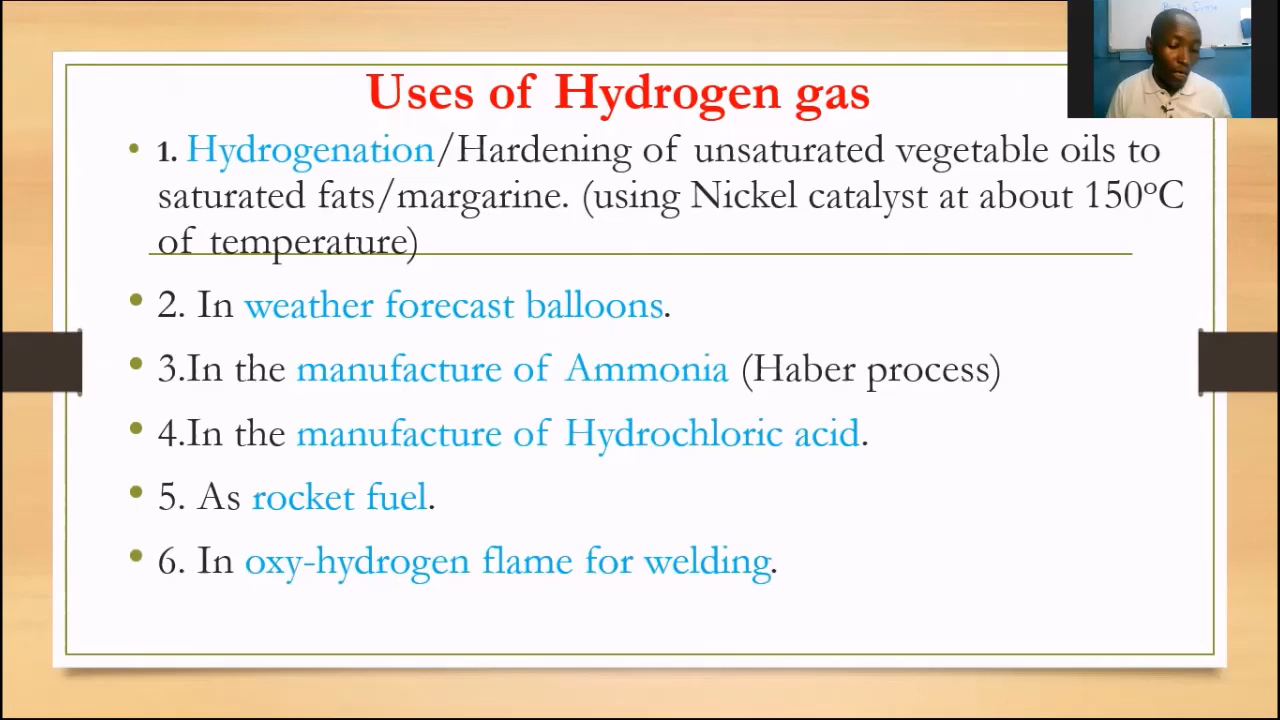 Uses of Hydrogen gas
• 1. Hydrogenation/Hardening of unsaturated vegetable oils to
saturated fats/margarine. (using Nickel catalyst at about 150°C
of temperature)
• 2. In weather forecast balloons.
• 3.In the manufacture of Ammonia (Haber process)
• 4.In the manufacture of Hydrochloric acid.
• 5. As rocket fuel.
• 6. In oxy-hydrogen flame for welding.